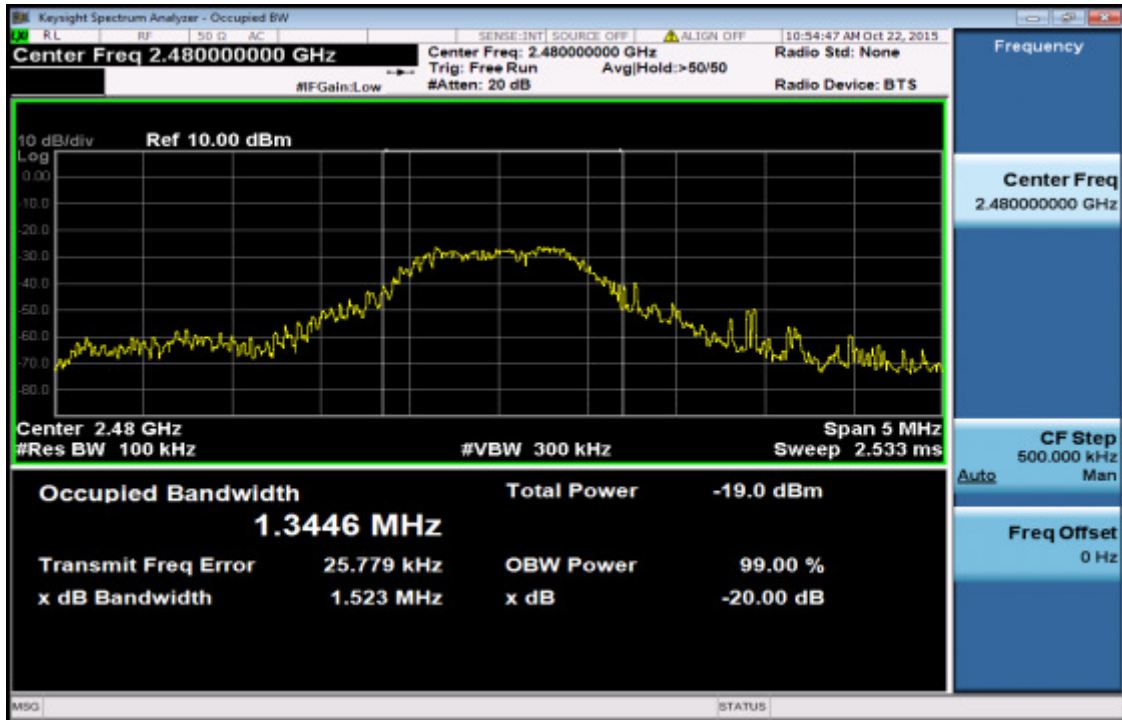 Keysight Spectrum Analyzer - Occupied BW
RL RF 50 Ω AC SENSE:INT SOURCE OFF ALIGN OFF 10:54:47 AM Oct 22, 2015
Center Freq 2.480000000 GHz
Center Freq: 2.480000000 GHz Radio Std: None
Trig: Free Run Avg|Hold:>50/50
#IFGain:Low #Atten: 20 dB Radio Device: BTS
10 dB/div Ref 10.00 dBm
Log
0.00
-10.0
-20.0
-30.0
-40.0
-50.0
-60.0
-70.0
-80.0
Center 2.48 GHz Span 5 MHz
#Res BW 100 kHz #VBW 300 kHz Sweep 2.533 ms
Occupied Bandwidth Total Power -19.0 dBm
1.3446 MHz
Transmit Freq Error 25.779 kHz OBW Power 99.00 %
x dB Bandwidth 1.523 MHz x dB -20.00 dB
MSG STATUS
Frequency
Center Freq
2.480000000 GHz
CF Step
500.000 kHz
Auto Man
Freq Offset
0 Hz